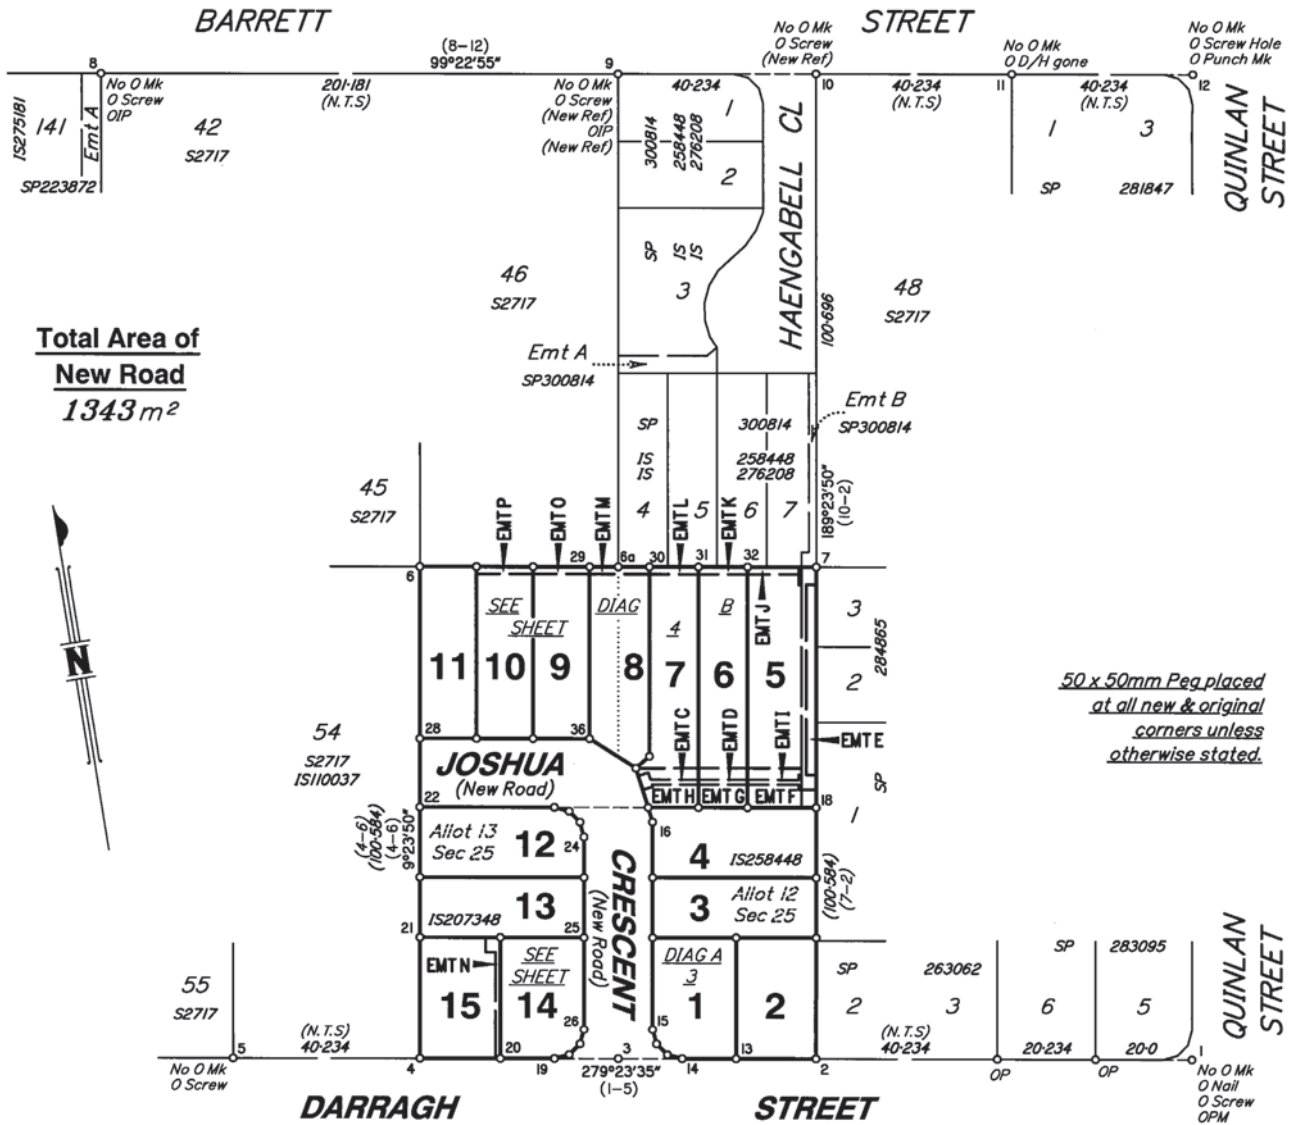 BARRETT STREET
No O Mk
O Screw
(New Ref)
No O Mk
O D/H gone
No O Mk
O Screw Hole
O Punch Mk
8
(8-12)
99°22'55"
9
10
11
12
No O Mk
O Screw
OIP
201·181
(N.T.S)
No O Mk
O Screw
(New Ref)
OIP
(New Ref)
40·234
40·234
(N.T.S)
40·234
(N.T.S)
IS275181
141
Emt A
SP223872
42
S2717
1
300814
258448
276208
2
HAENGABELL CL
1
3
SP
281847
QUINLAN
STREET
SP
IS
IS
3
46
S2717
48
S2717
100·696
Total Area of
New Road
1343 m²
Emt A
SP300814
Emt B
SP300814
SP
300814
IS
258448
IS
276208
4
5
6
7
189°23'50"
(10-2)
45
S2717
EMT P
EMT O
EMT M
EMT L
EMT K
6
29
6a
30
31
32
7
SEE
SHEET
DIAG
4
B
EMT J
3
284865
2
11
10
9
8
7
6
5
N
50 x 50mm Peg placed
at all new & original
corners unless
otherwise stated.
54
S2717
IS110037
28
36
EMT C
EMT D
EMT I
EMT E
SP
JOSHUA
(New Road)
EMT H
EMT G
EMT F
22
18
1
(4-6)
(100·584)
(4-6)
9°23'50"
Allot 13
Sec 25
12
24
16
4
IS258448
CRESCENT
(New Road)
13
IS207348
3
Allot 12
Sec 25
(100·584)
(7-2)
21
25
EMT N
SEE
SHEET
14
15
26
DIAG A
3
1
2
15
55
S2717
SP
263062
2
3
SP
283095
6
5
QUINLAN
STREET
(N.T.S)
40·234
(N.T.S)
40·234
20·234
20·0
5
4
20
19
3
14
13
2
1
No O Mk
O Screw
279°23'35"
(1-5)
OP
OP
No O Mk
O Nail
O Screw
OPM
DARRAGH STREET